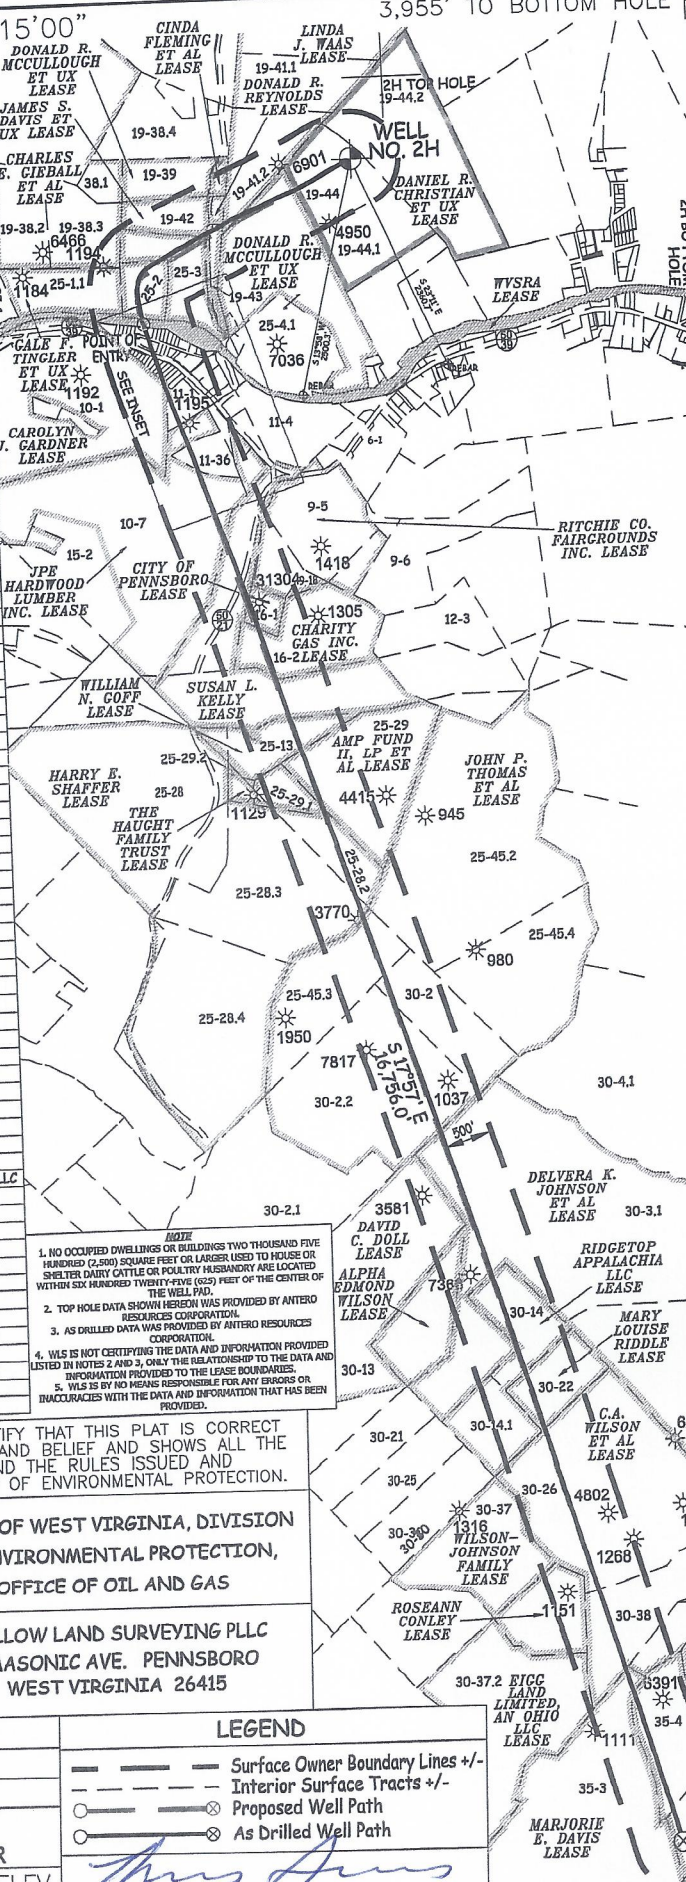 3,955' TO BOTTOM HOLE
15'00"
DONALD R.
MCCULLOUGH
ET UX
LEASE
CINDA
FLEMING
ET AL
LEASE
LINDA
J. WAAS
LEASE
19-41.1
DONALD R.
REYNOLDS
LEASE
2H TOP HOLE
19-44.2
JAMES S.
DAVIS ET
UX LEASE
19-38.4
WELL
NO. 2H
CHARLES
E. GIEBALL
ET AL
LEASE
38.1
19-39
19-41.2
6901
19-44
DANIEL R.
CHRISTIAN
ET UX
LEASE
19-38.2
19-38.3
19-42
4950
19-44.1
6466
1194
DONALD R.
MCCULLOUGH
ET UX
LEASE
1184
25-1.1
25-2
25-3
19-43
WVSRA
LEASE
HOLE
25-4.1
7036
50
39
GALE F.
TINGLER
ET UX
LEASE
POINT OF
ENTRY
1192
10-1
SEE INSET
11-1
1195
REBAR
REBAR
11-4
6-1
CAROLYN
J. GARDNER
LEASE
11-36
9-5
10-7
RITCHIE CO.
FAIRGROUNDS
INC. LEASE
15-2
1418
9-6
JPE
HARDWOOD
LUMBER
INC. LEASE
CITY OF
PENNSBORO
LEASE
31304
9-18
16-1
1305
CHARITY
GAS INC.
LEASE
16-2
12-3
WILLIAM
N. GOFF
LEASE
SUSAN L.
KELLY
LEASE
25-29
25-13
AMP FUND
II, LP ET
AL LEASE
JOHN P.
THOMAS
ET AL
LEASE
25-29.2
HARRY E.
SHAFFER
LEASE
25-28
1129
25-29.1
4415
945
THE
HAUGHT
FAMILY
TRUST
LEASE
25-28.2
25-45.2
25-28.3
3770
25-45.4
980
25-28.4
25-45.3
30-2
1950
7817
S 17°57' E
16,756.0'
1037
30-2.2
30-4.1
500'
LLC
DELVERA K.
JOHNSON
ET AL
LEASE
30-2.1
3581
30-3.1
DAVID
C. DOLL
LEASE
NOTE
1. NO OCCUPIED DWELLINGS OR BUILDINGS TWO THOUSAND FIVE
HUNDRED (2,500) SQUARE FEET OR LARGER USED TO HOUSE OR
SHELTER DAIRY CATTLE OR POULTRY HUSBANDRY ARE LOCATED
WITHIN SIX HUNDRED TWENTY-FIVE (625) FEET OF THE CENTER OF
THE WELL PAD.
2. TOP HOLE DATA SHOWN HEREON WAS PROVIDED BY ANTERO
RESOURCES CORPORATION.
3. AS DRILLED DATA WAS PROVIDED BY ANTERO RESOURCES
CORPORATION.
4. WLS IS NOT CERTIFYING THE DATA AND INFORMATION PROVIDED
LISTED IN NOTES 2 AND 3, ONLY THE RELATIONSHIP TO THE DATA AND
INFORMATION PROVIDED TO THE LEASE BOUNDARIES.
5. WLS IS BY NO MEANS RESPONSIBLE FOR ANY ERRORS OR
INACCURACIES WITH THE DATA AND INFORMATION THAT HAS BEEN
PROVIDED.
RIDGETOP
APPALACHIA
LLC
LEASE
ALPHA
EDMOND
WILSON
LEASE
30-14
MARY
LOUISE
RIDDLE
LEASE
30-13
30-22
C.A.
WILSON
ET AL
LEASE
TIFY THAT THIS PLAT IS CORRECT
AND BELIEF AND SHOWS ALL THE
ND THE RULES ISSUED AND
OF ENVIRONMENTAL PROTECTION.
30-21
30-14.1
30-25
30-26
4802
OF WEST VIRGINIA, DIVISION
NVIRONMENTAL PROTECTION,
OFFICE OF OIL AND GAS
30-37
1316
WILSON-
JOHNSON
FAMILY
LEASE
1268
ROSEANN
CONLEY
LEASE
1151
30-38
LLOW LAND SURVEYING PLLC
MASONIC AVE. PENNSBORO
WEST VIRGINIA 26415
30-37.2
EIGG
LAND
LIMITED,
AN OHIO
LLC
LEASE
6391
35-4
1111
35-3
MARJORIE
E. DAVIS
LEASE
LEGEND
Surface Owner Boundary Lines +/-
Interior Surface Tracts +/-
Proposed Well Path
As Drilled Well Path